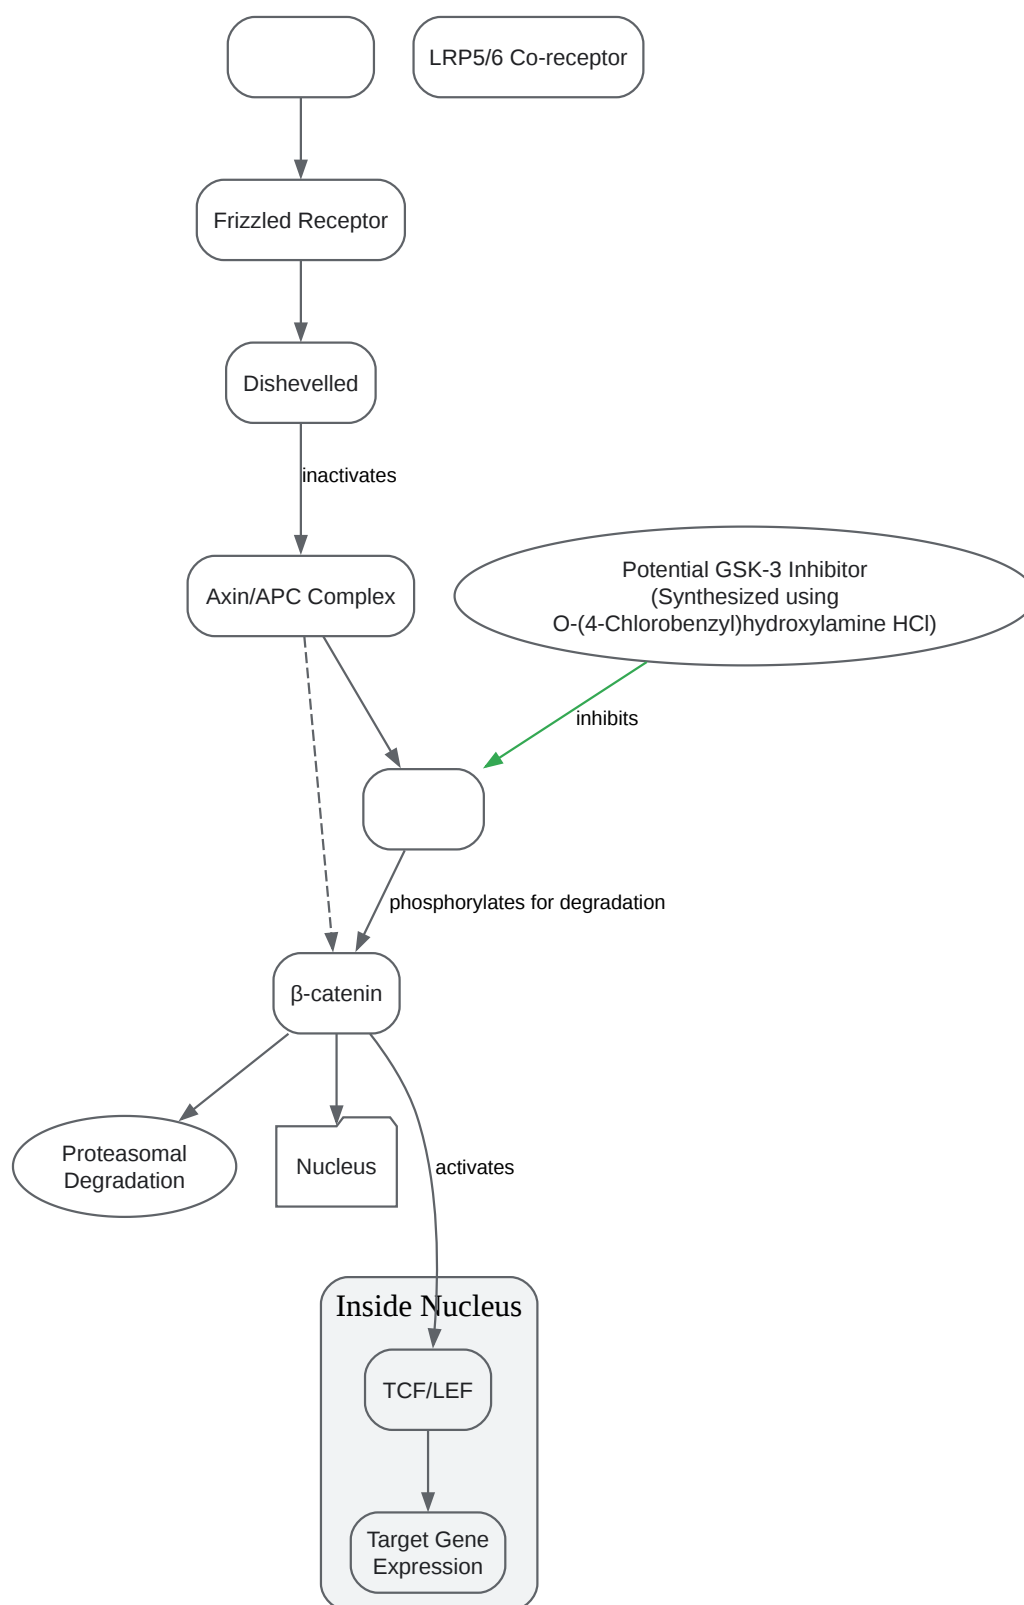 LRP5/6 Co-receptor
Frizzled Receptor
Dishevelled
inactivates
Axin/APC Complex
Potential GSK-3 Inhibitor
(Synthesized using
O-(4-Chlorobenzyl)hydroxylamine HCl)
inhibits
phosphorylates for degradation
β-catenin
Proteasomal
Degradation
Nucleus
activates
Inside Nucleus
TCF/LEF
Target Gene
Expression